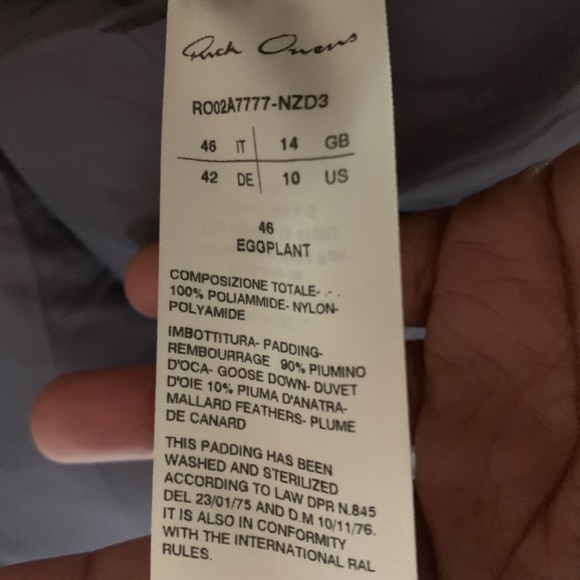 Rick Owens
RO02A7777-NZD3
46 IT 14 GB
42 DE 10 US
46
EGGPLANT
COMPOSIZIONE TOTALE- .- .
100% POLIAMMIDE- NYLON-
POLYAMIDE
IMBOTTITURA- PADDING-
REMBOURRAGE 90% PIUMINO
D'OCA- GOOSE DOWN- DUVET
D'OIE 10% PIUMA D'ANATRA-
MALLARD FEATHERS- PLUME
DE CANARD
THIS PADDING HAS BEEN
WASHED AND STERILIZED
ACCORDING TO LAW DPR N.845
DEL 23/01/75 AND D.M 10/11/76.
IT IS ALSO IN CONFORMITY
WITH THE INTERNATIONAL RAL
RULES.